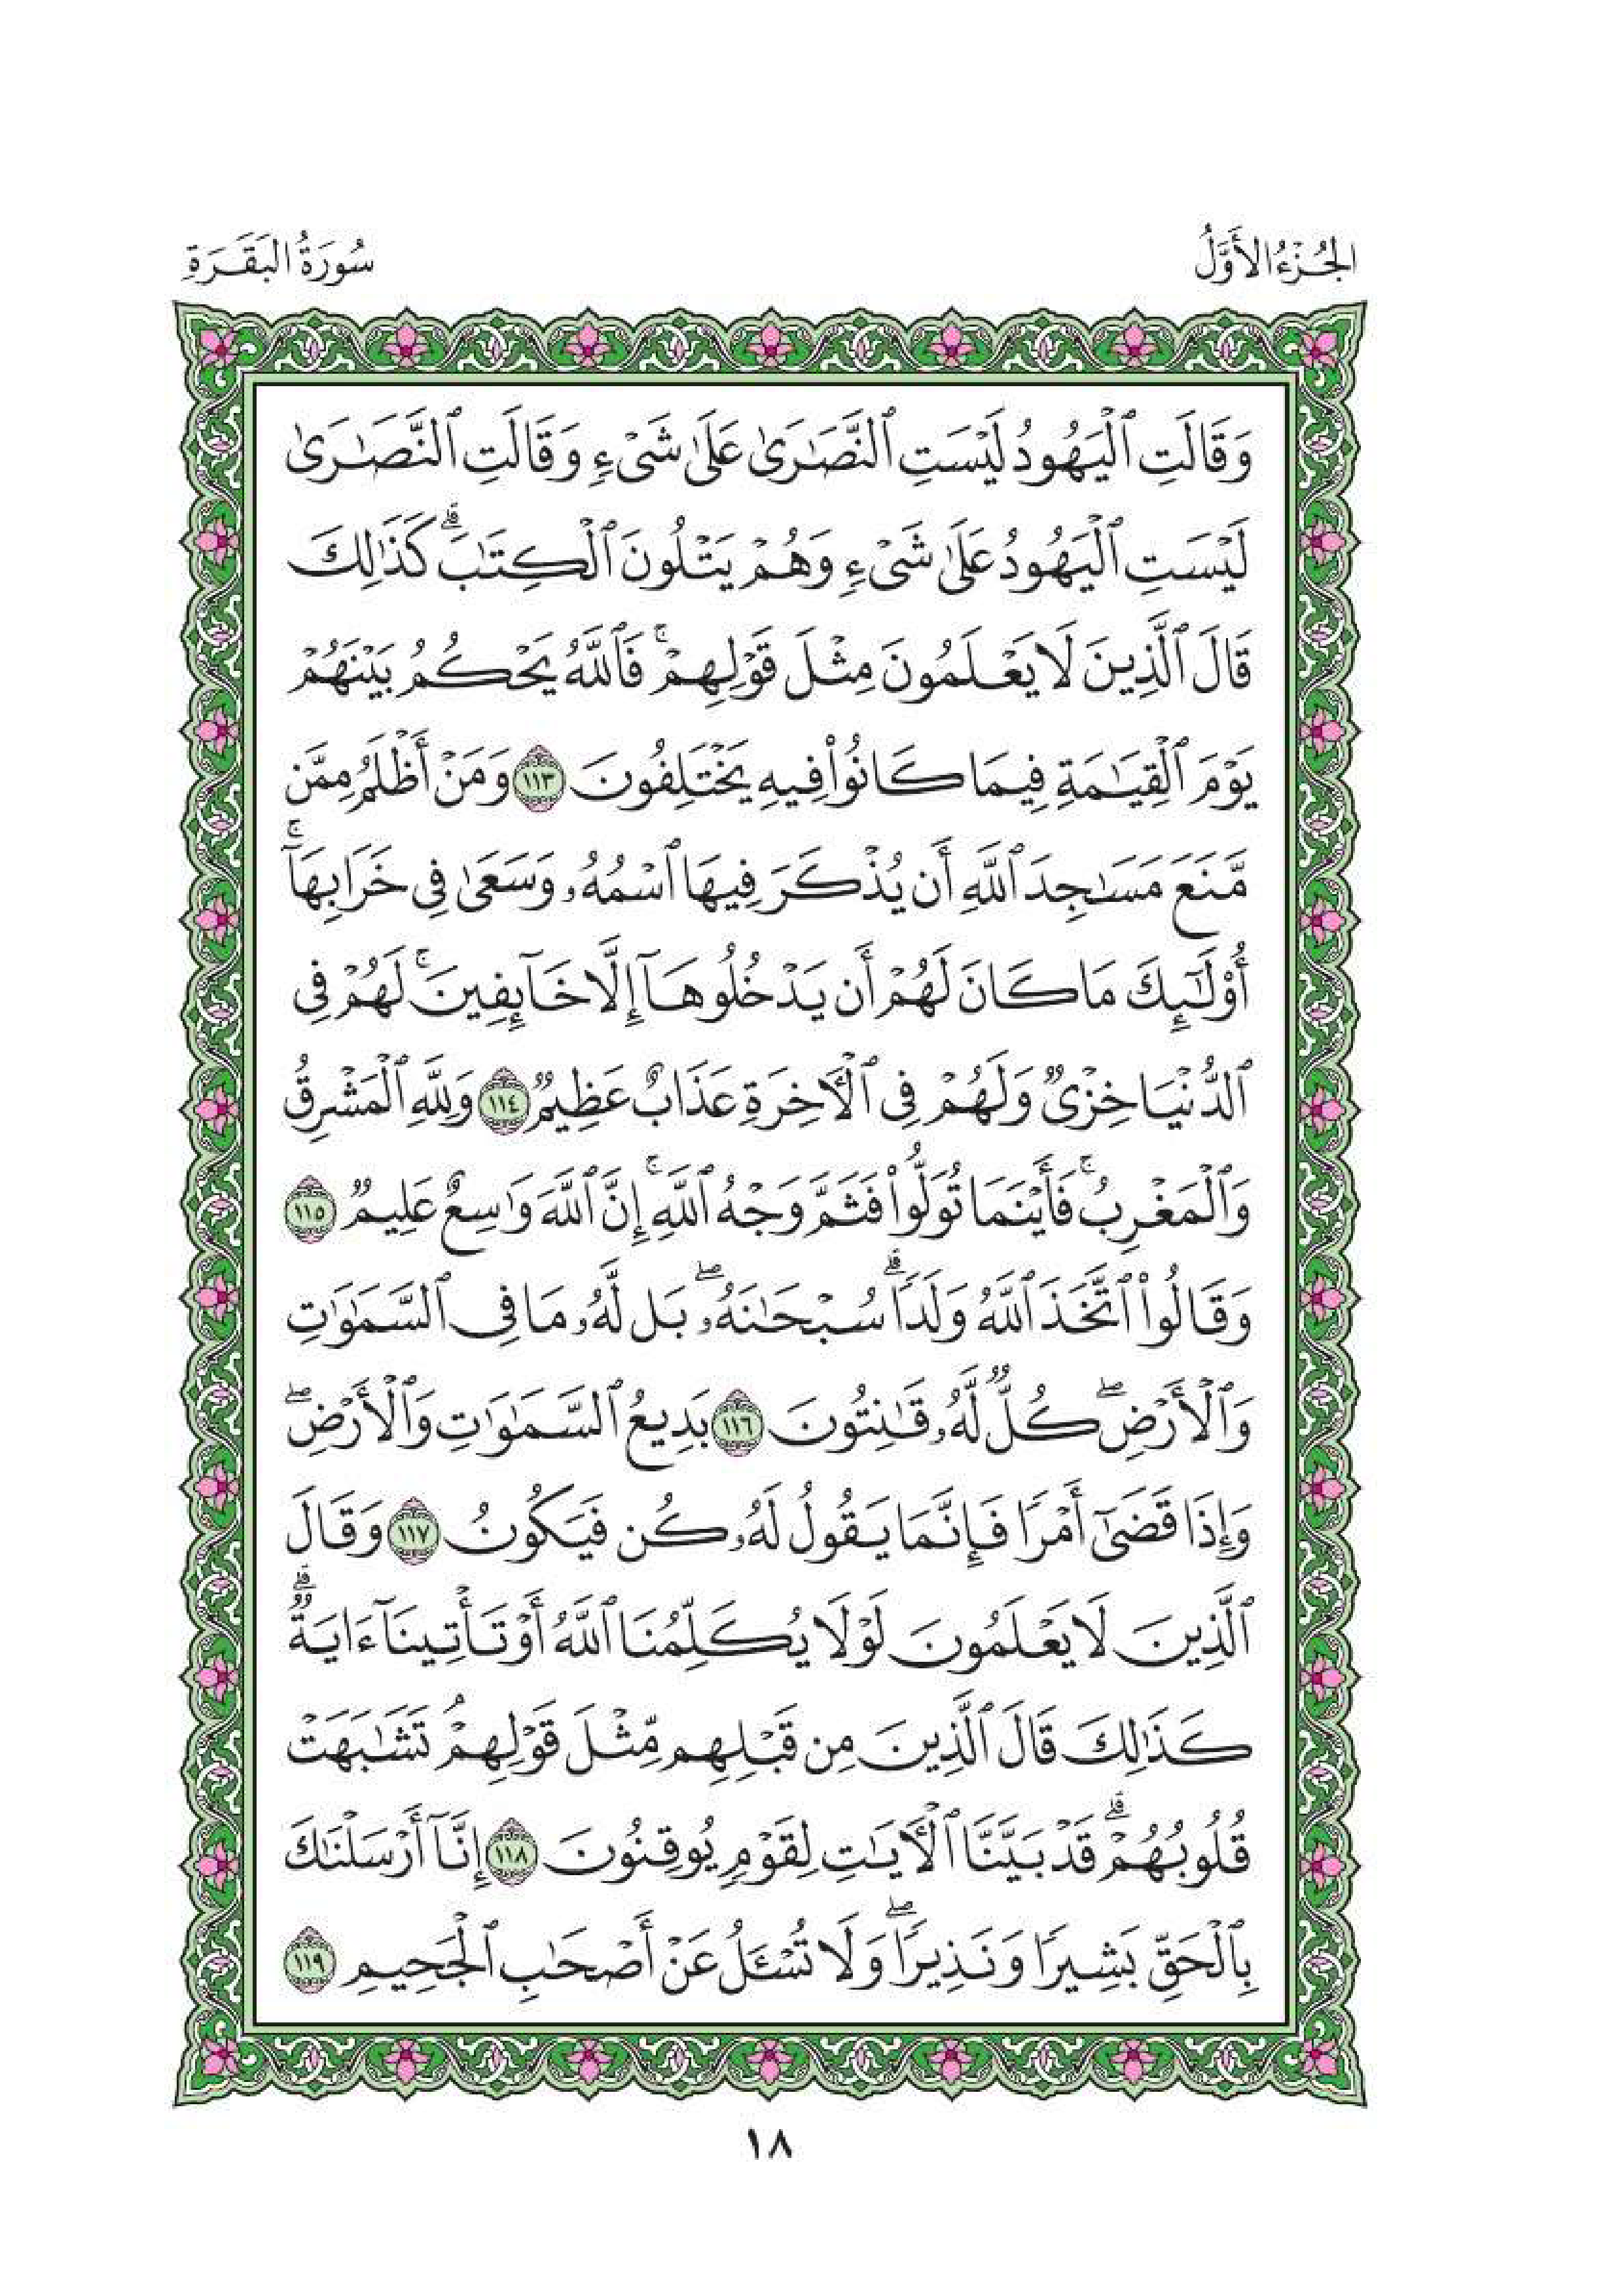 الجُزْءُ الأَوَّلُ
سُورَةُ البَقَرَةِ
وَقَالَتِ ٱلْيَهُودُ لَيْسَتِ ٱلنَّصَٰرَىٰ عَلَىٰ شَىْءٍ وَقَالَتِ ٱلنَّصَٰرَىٰ
لَيْسَتِ ٱلْيَهُودُ عَلَىٰ شَىْءٍ وَهُمْ يَتْلُونَ ٱلْكِتَٰبَۗ كَذَٰلِكَ
قَالَ ٱلَّذِينَ لَا يَعْلَمُونَ مِثْلَ قَوْلِهِمْۚ فَٱللَّهُ يَحْكُمُ بَيْنَهُمْ
يَوْمَ ٱلْقِيَٰمَةِ فِيمَا كَانُوا۟ فِيهِ يَخْتَلِفُونَ ١١٣ وَمَنْ أَظْلَمُ مِمَّن
مَّنَعَ مَسَٰجِدَ ٱللَّهِ أَن يُذْكَرَ فِيهَا ٱسْمُهُۥ وَسَعَىٰ فِى خَرَابِهَآۚ
أُو۟لَٰٓئِكَ مَا كَانَ لَهُمْ أَن يَدْخُلُوهَآ إِلَّا خَآئِفِينَۚ لَهُمْ فِى
ٱلدُّنْيَا خِزْىٌ وَلَهُمْ فِى ٱلْءَاخِرَةِ عَذَابٌ عَظِيمٌ ١١٤ وَلِلَّهِ ٱلْمَشْرِقُ
وَٱلْمَغْرِبُۚ فَأَيْنَمَا تُوَلُّوا۟ فَثَمَّ وَجْهُ ٱللَّهِۚ إِنَّ ٱللَّهَ وَٰسِعٌ عَلِيمٌ ١١٥
وَقَالُوا۟ ٱتَّخَذَ ٱللَّهُ وَلَدًاۗ سُبْحَٰنَهُۥۖ بَل لَّهُۥ مَا فِى ٱلسَّمَٰوَٰتِ
وَٱلْأَرْضِۖ كُلٌّ لَّهُۥ قَٰنِتُونَ ١١٦ بَدِيعُ ٱلسَّمَٰوَٰتِ وَٱلْأَرْضِۖ
وَإِذَا قَضَىٰٓ أَمْرًا فَإِنَّمَا يَقُولُ لَهُۥ كُن فَيَكُونُ ١١٧ وَقَالَ
ٱلَّذِينَ لَا يَعْلَمُونَ لَوْلَا يُكَلِّمُنَا ٱللَّهُ أَوْ تَأْتِينَآ ءَايَةٌۗ
كَذَٰلِكَ قَالَ ٱلَّذِينَ مِن قَبْلِهِم مِّثْلَ قَوْلِهِمْۘ تَشَٰبَهَتْ
قُلُوبُهُمْۗ قَدْ بَيَّنَّا ٱلْءَايَٰتِ لِقَوْمٍ يُوقِنُونَ ١١٨ إِنَّآ أَرْسَلْنَٰكَ
بِٱلْحَقِّ بَشِيرًا وَنَذِيرًاۖ وَلَا تُسْـَٔلُ عَنْ أَصْحَٰبِ ٱلْجَحِيمِ ١١٩
١٨